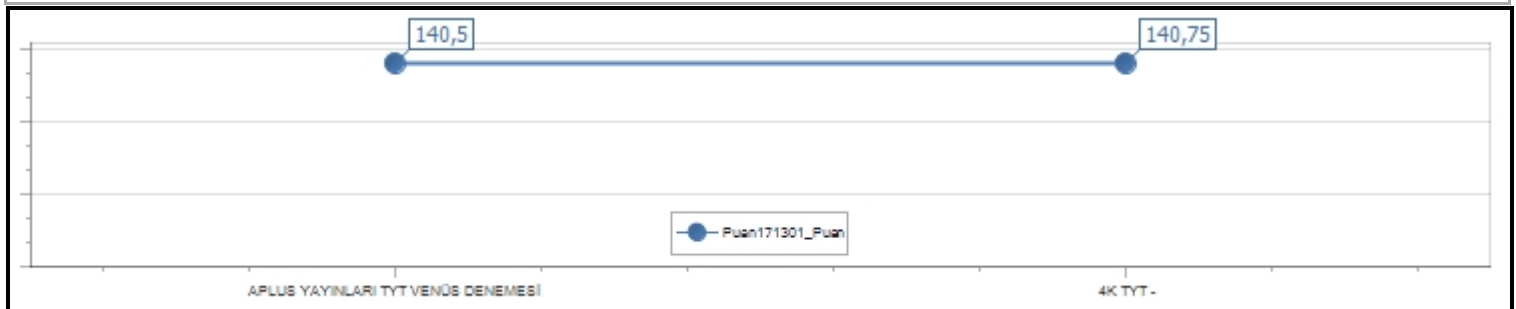 140,5
140,75
Puan171301_Puan
APLUS YAYINLARI TYT VENÜS DENEMESİ
4K TYT -